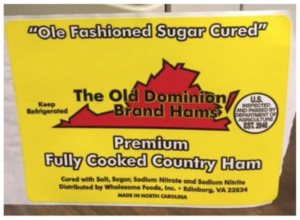 "Ole Fashioned Sugar Cured"
The Old Dominion
Brand Hams
Keep
Refrigerated
U.S.
INSPECTED
AND PASSED BY
DEPARTMENT OF
AGRICULTURE
EST. 2646
Premium
Fully Cooked Country Ham
Cured with Salt, Sugar, Sodium Nitrate and Sodium Nitrite
Distributed by Wholesome Foods, Inc. • Edinburg, VA 22824
MADE IN NORTH CAROLINA